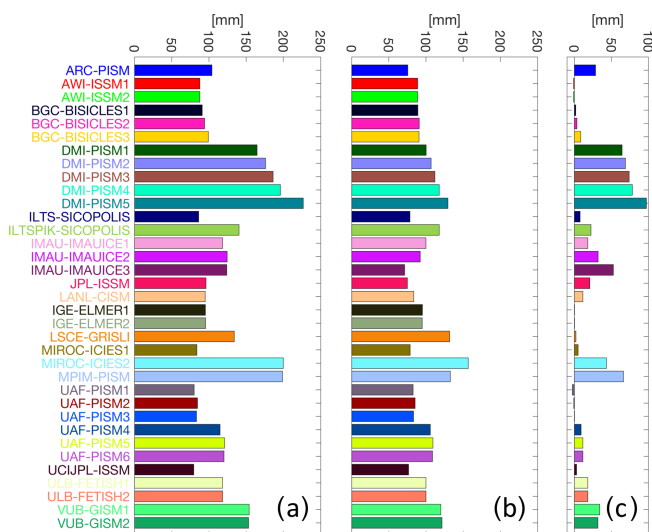 [mm] [mm] [mm]
0 50 100 150 200 250 0 50 100 150 200 250 0 50 100
ARC-PISM
AWI-ISSM1
AWI-ISSM2
BGC-BISICLES1
BGC-BISICLES2
BGC-BISICLES3
DMI-PISM1
DMI-PISM2
DMI-PISM3
DMI-PISM4
DMI-PISM5
ILTS-SICOPOLIS
ILTSPIK-SICOPOLIS
IMAU-IMAUICE1
IMAU-IMAUICE2
IMAU-IMAUICE3
JPL-ISSM
LANL-CISM
IGE-ELMER1
IGE-ELMER2
LSCE-GRISLI
MIROC-ICIES1
MIROC-ICIES2
MPIM-PISM
UAF-PISM1
UAF-PISM2
UAF-PISM3
UAF-PISM4
UAF-PISM5
UAF-PISM6
UCIJPL-ISSM
ULB-FETISH1
ULB-FETISH2
VUB-GISM1
VUB-GISM2
(a) (b) (c)